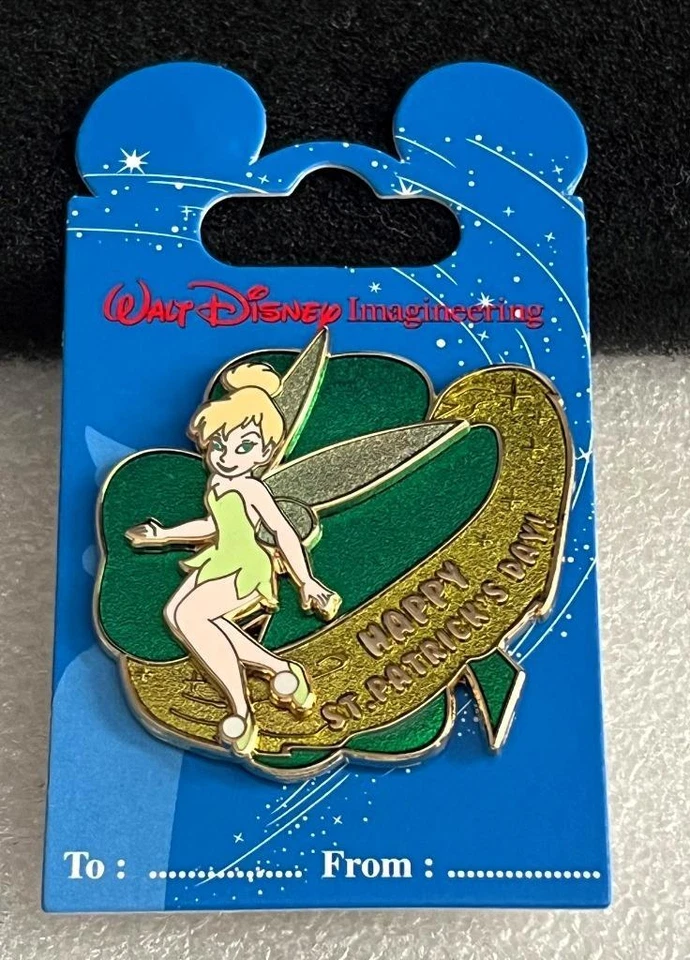 WALT DISNEY Imagineering
HAPPY
ST. PATRICK'S DAY!
To : ................. From : .................